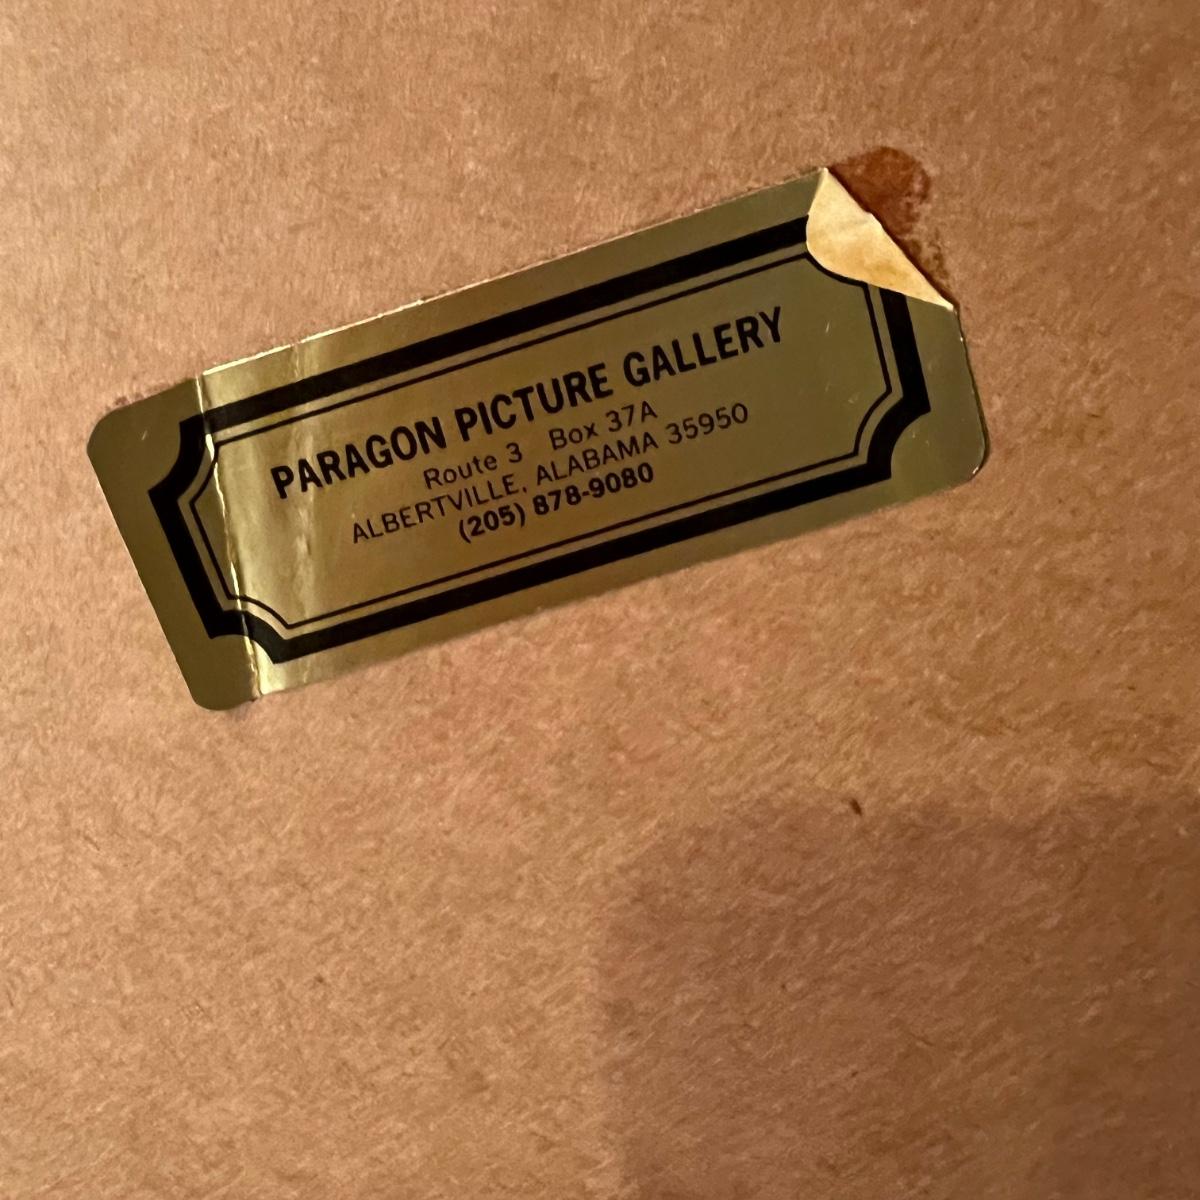 PARAGON PICTURE GALLERY
Route 3 Box 37A
ALBERTVILLE, ALABAMA 35950
(205) 878-9080